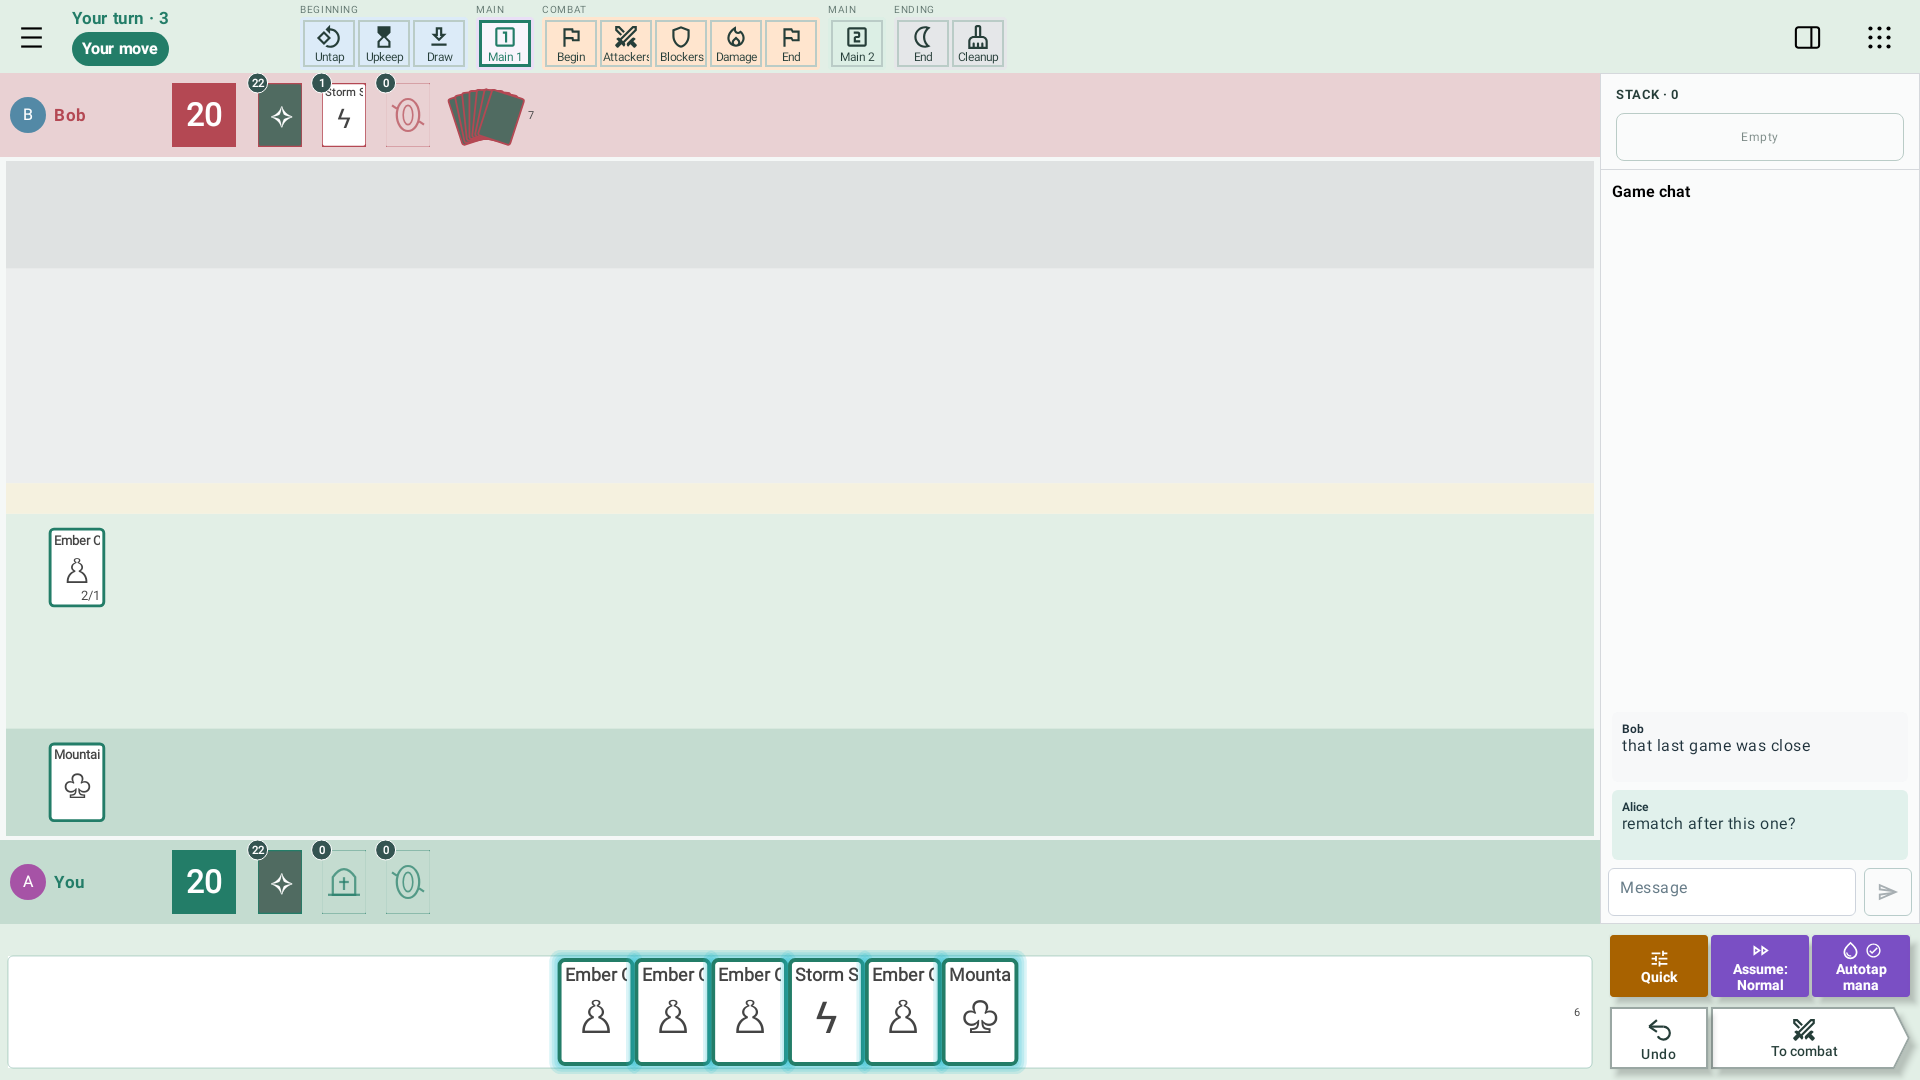 Your turn · 3
Your move
BEGINNING
Untap
Upkeep
Draw
MAIN
1
Main 1
COMBAT
Begin
Attackers
Blockers
Damage
End
MAIN
2
Main 2
ENDING
End
Cleanup
B
Bob
20
22
1
Storm S
0
7
STACK · 0
Empty
Game chat
Ember C
2/1
Mountai
Bob
that last game was close
Alice
rematch after this one?
Message
A
You
20
22
0
0
Ember C
Ember C
Ember C
Storm S
Ember C
Mounta
6
Quick
Assume:
Normal
Autotap
mana
Undo
To combat